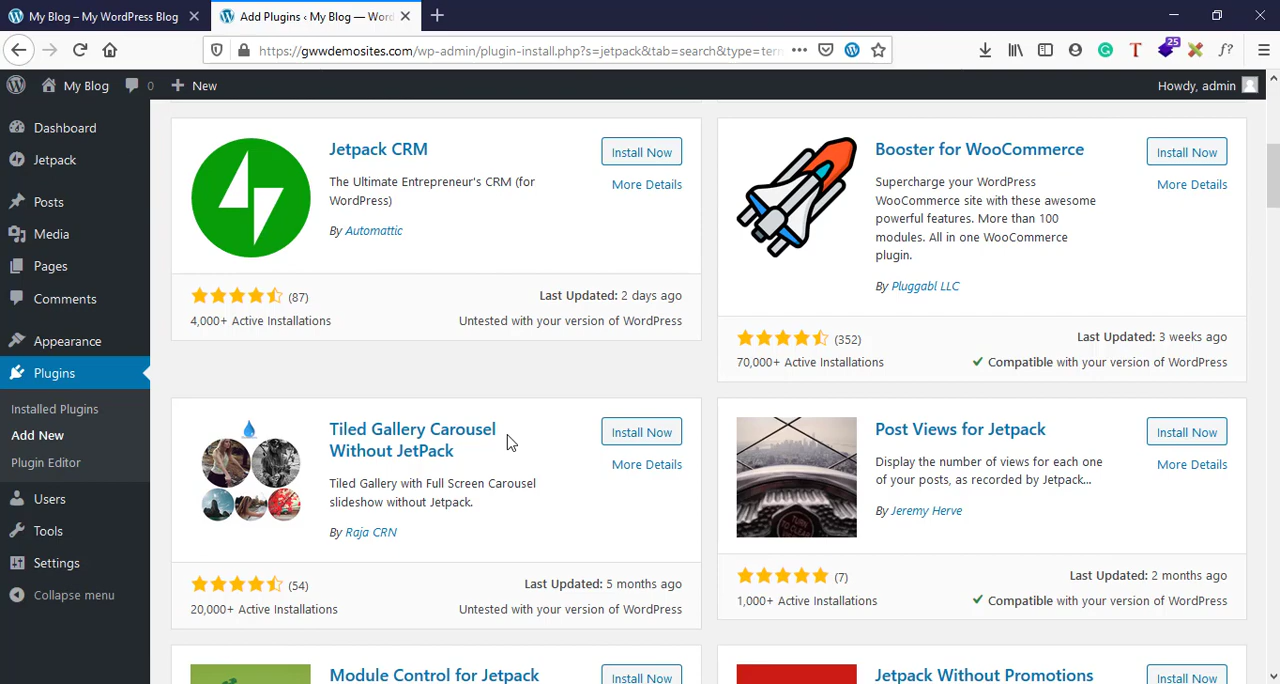 My Blog – My WordPress Blog
Add Plugins ‹ My Blog — Word
https://gwwdemosites.com/wp-admin/plugin-install.php?s=jetpack&tab=search&type=ter
25
T
f?
My Blog
0
New
Howdy, admin
Dashboard
Jetpack
Posts
Media
Pages
Comments
Appearance
Plugins
Installed Plugins
Add New
Plugin Editor
Users
Tools
Settings
Collapse menu
Jetpack CRM
Install Now
More Details
The Ultimate Entrepreneur's CRM (for
WordPress)
By Automattic
(87)
Last Updated: 2 days ago
4,000+ Active Installations
Untested with your version of WordPress
Booster for WooCommerce
Install Now
More Details
Supercharge your WordPress
WooCommerce site with these awesome
powerful features. More than 100
modules. All in one WooCommerce
plugin.
By Pluggabl LLC
(352)
Last Updated: 3 weeks ago
70,000+ Active Installations
Compatible with your version of WordPress
Tiled Gallery Carousel
Without JetPack
Install Now
More Details
Tiled Gallery with Full Screen Carousel
slideshow without Jetpack.
By Raja CRN
(54)
Last Updated: 5 months ago
20,000+ Active Installations
Untested with your version of WordPress
Post Views for Jetpack
Install Now
More Details
Display the number of views for each one
of your posts, as recorded by Jetpack...
By Jeremy Herve
(7)
Last Updated: 2 months ago
1,000+ Active Installations
Compatible with your version of WordPress
Module Control for Jetpack
Install Now
Jetpack Without Promotions
Install Now